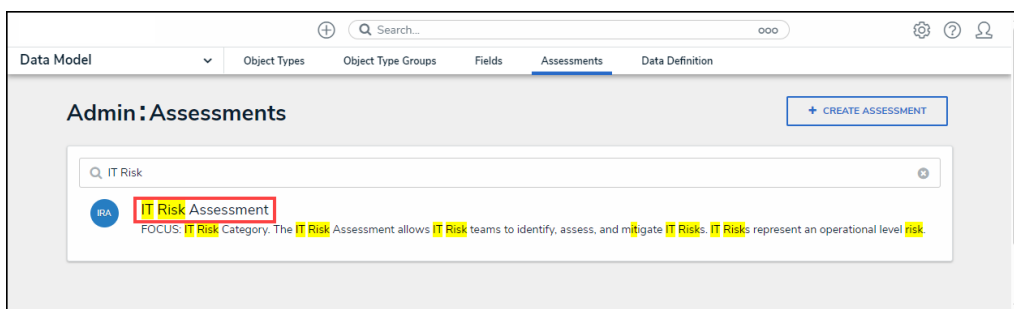 Search...
ooo
Data Model
Object Types
Object Type Groups
Fields
Assessments
Data Definition
Admin:Assessments
+ CREATE ASSESSMENT
IT Risk
IRA
IT Risk Assessment
FOCUS: IT Risk Category. The IT Risk Assessment allows IT Risk teams to identify, assess, and mitigate IT Risks. IT Risks represent an operational level risk.